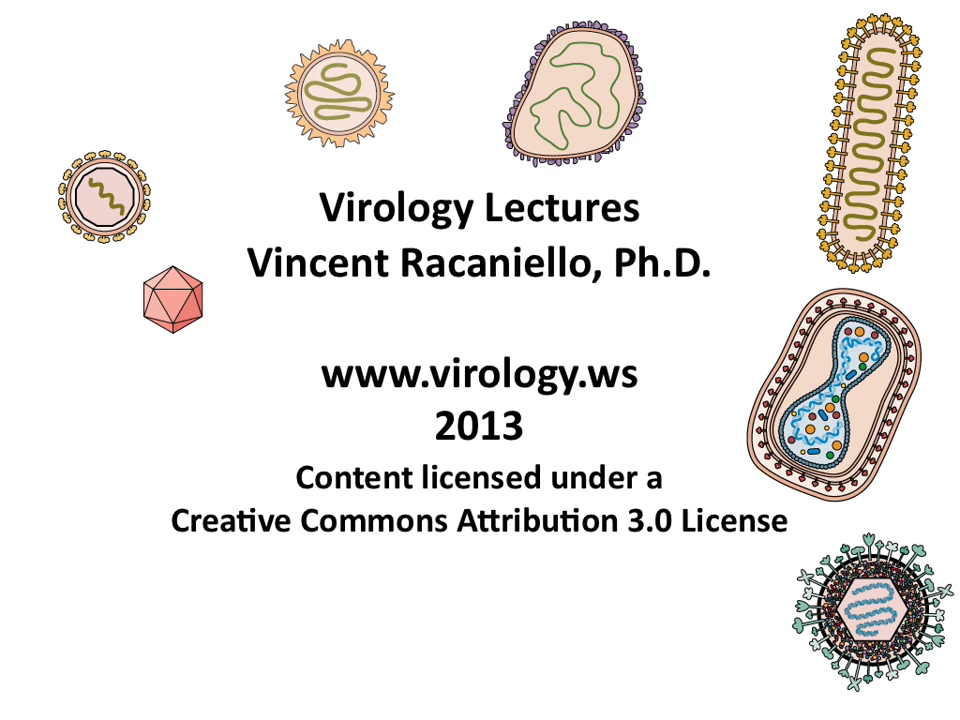 Virology Lectures
Vincent Racaniello, Ph.D.
www.virology.ws
2013
Content licensed under a
Creative Commons Attribution 3.0 License